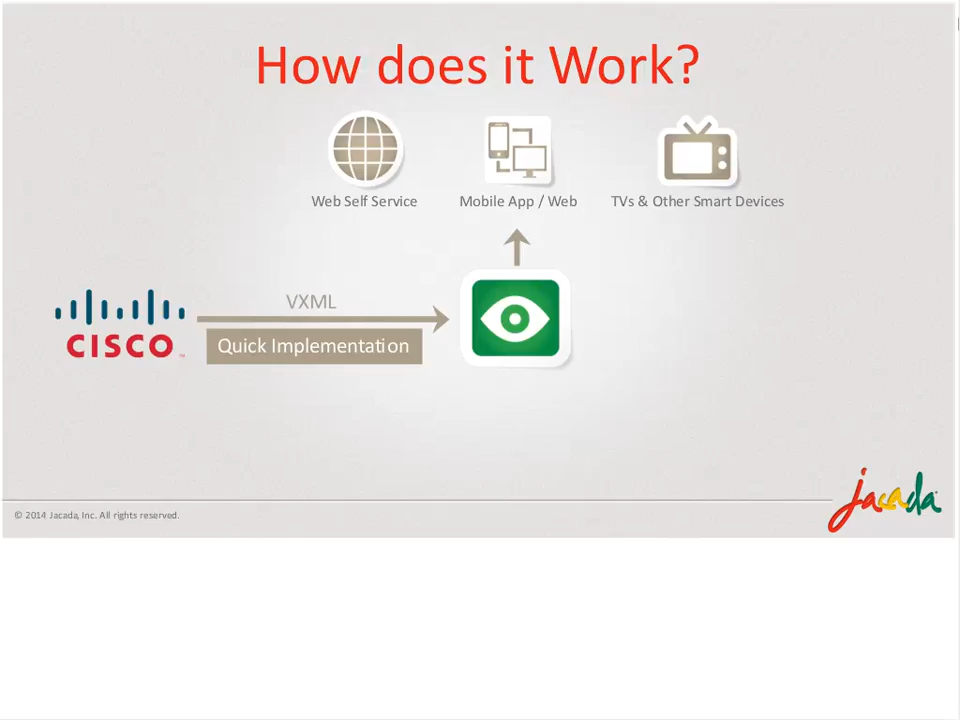 How does it Work?
Web Self Service
Mobile App / Web
TVs & Other Smart Devices
VXML
CISCO™
Quick Implementation
© 2014 Jacada, Inc. All rights reserved.
jacada